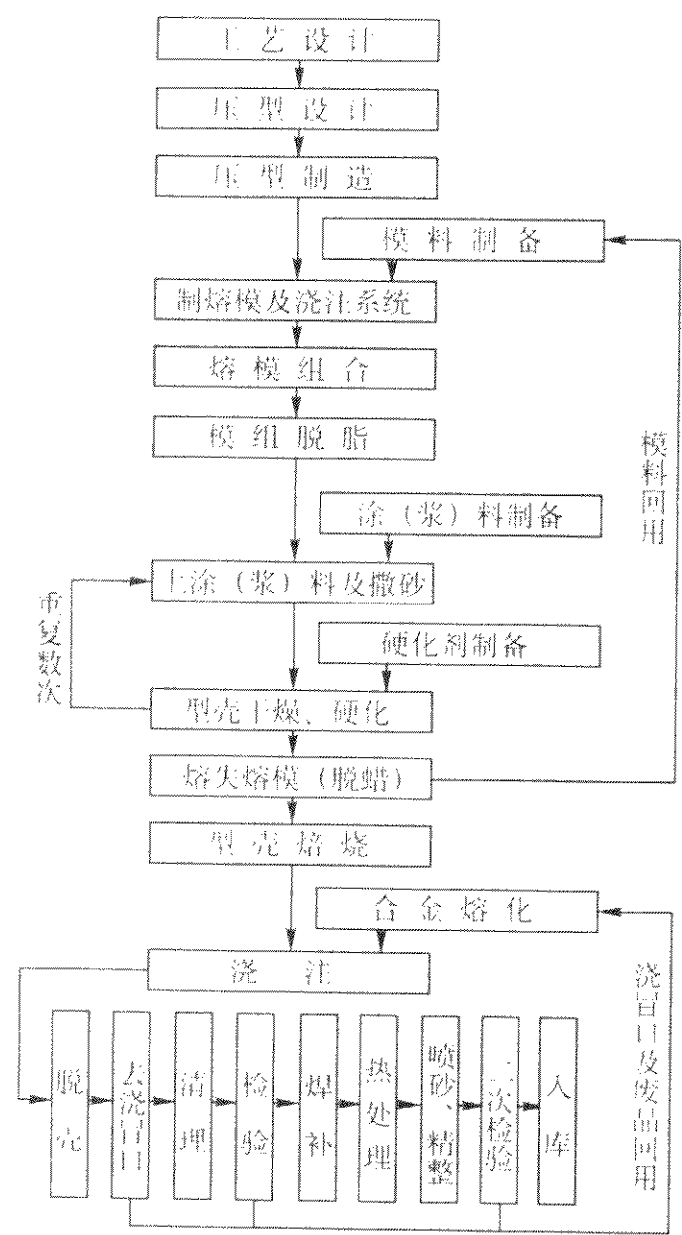 工艺设计
压型设计
压型制造
模料制备
制熔模及浇注系统
熔模组合
模组脱脂
模料回用
涂(浆)料制备
上涂(浆)料及撒砂
重复数次
硬化剂制备
型壳干燥、硬化
熔失熔模(脱蜡)
型壳焙烧
合金熔化
浇注
浇冒口及废品回用
脱壳
去浇冒口
清理
检验
焊补
热处理
喷砂、精整
二次检验
入库